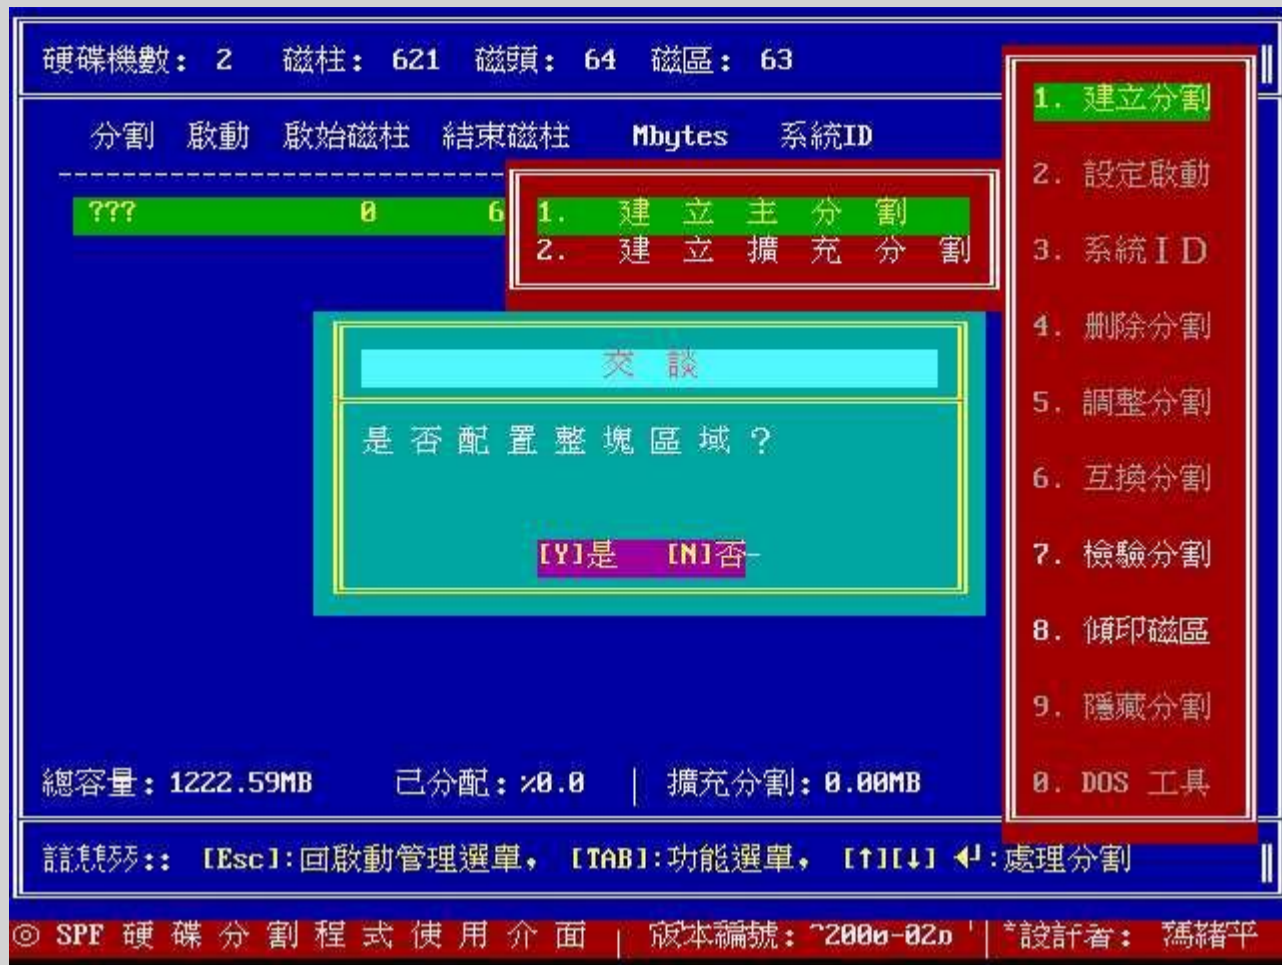 硬碟機數: 2 磁柱: 621 磁頭: 64 磁區: 63
分割 啟動 啟始磁柱 結束磁柱 Mbytes 系統ID
??? 0 6
1. 建立主分割
2. 建立擴充分割
交談
是否配置整塊區域?
[Y]是 [N]否
1. 建立分割
2. 設定啟動
3. 系統ID
4. 刪除分割
5. 調整分割
6. 互換分割
7. 檢驗分割
8. 傾印磁區
9. 隱藏分割
0. DOS 工具
總容量: 1222.59MB 已分配: %0.0 | 擴充分割: 0.00MB
[Esc]:回啟動管理選單, [TAB]:功能選單, [↑][↓] ↵:處理分割
◎ SPF 硬碟分割程式使用介面 | 版本編號: | 設計者: 馮緒平